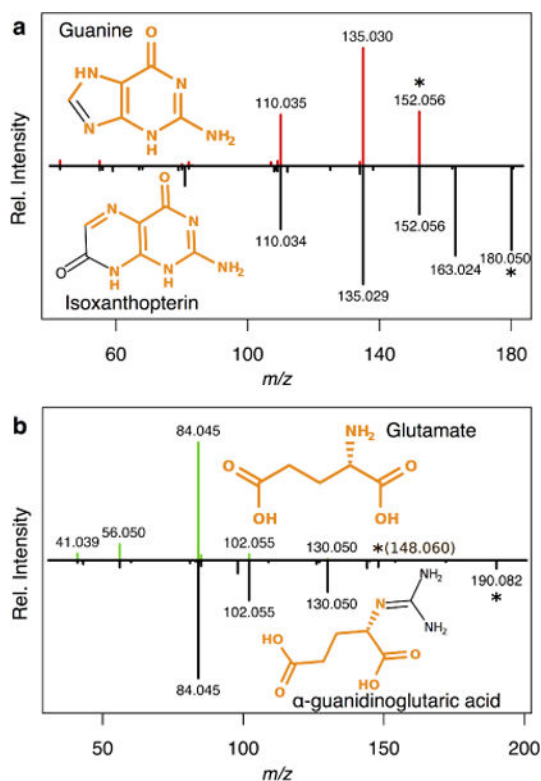 a
Guanine
O
HN
N
N
N
H
NH₂
Rel. Intensity
110.035
135.030
*
152.056
O
N
N
O
N
H
N
H
NH₂
Isoxanthopterin
110.034
135.029
152.056
163.024
180.050
*
60 100 140 180
m/z
b
84.045
NH₂
Glutamate
O
O
OH
OH
Rel. Intensity
41.039
56.050
102.055
130.050
*(148.060)
190.082
*
102.055
130.050
84.045
NH₂
N
NH₂
HO
O
O
HO
α-guanidinoglutaric acid
50 100 150 200
m/z